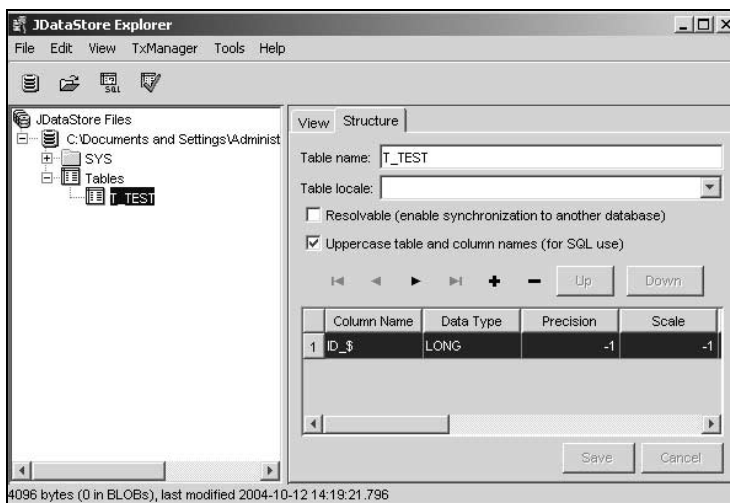 JDataStore Explorer
File Edit View TxManager Tools Help
SQL
JDataStore Files
C:\Documents and Settings\Administ
SYS
Tables
T_TEST
View Structure
Table name: T_TEST
Table locale:
Resolvable (enable synchronization to another database)
Uppercase table and column names (for SQL use)
Up Down
Column Name Data Type Precision Scale
1 ID_$ LONG -1 -1
Save Cancel
4096 bytes (0 in BLOBs), last modified 2004-10-12 14:19:21.796